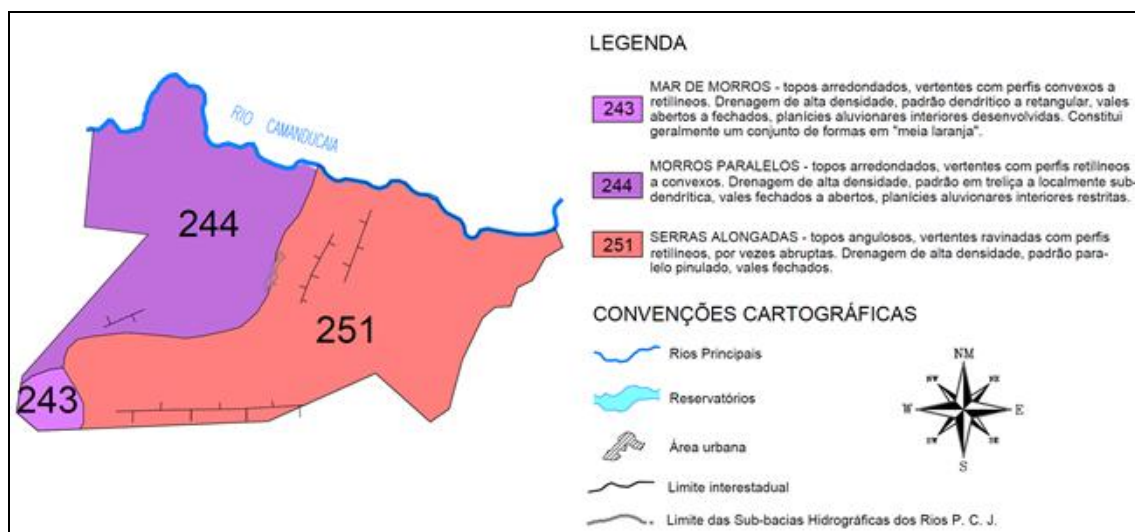 RIO CAMANDUCAIA
244
251
243
LEGENDA
243
MAR DE MORROS - topos arredondados, vertentes com perfis convexos a
retilíneos. Drenagem de alta densidade, padrão dendrítico a retangular, vales
abertos a fechados, planícies aluvionares interiores desenvolvidas. Constitui
geralmente um conjunto de formas em "meia laranja".
244
MORROS PARALELOS - topos arredondados, vertentes com perfis retilíneos
a convexos. Drenagem de alta densidade, padrão em treliça a localmente sub-
dendrítica, vales fechados a abertos, planícies aluvionares interiores restritas.
251
SERRAS ALONGADAS - topos angulosos, vertentes ravinadas com perfis
retilíneos, por vezes abruptas. Drenagem de alta densidade, padrão para-
lelo pinulado, vales fechados.
CONVENÇÕES CARTOGRÁFICAS
Rios Principais
Reservatórios
Área urbana
Limite interestadual
Limite das Sub-bacias Hidrográficas dos Rios P. C. J.
NM
NW
NE
W
E
SW
SE
S